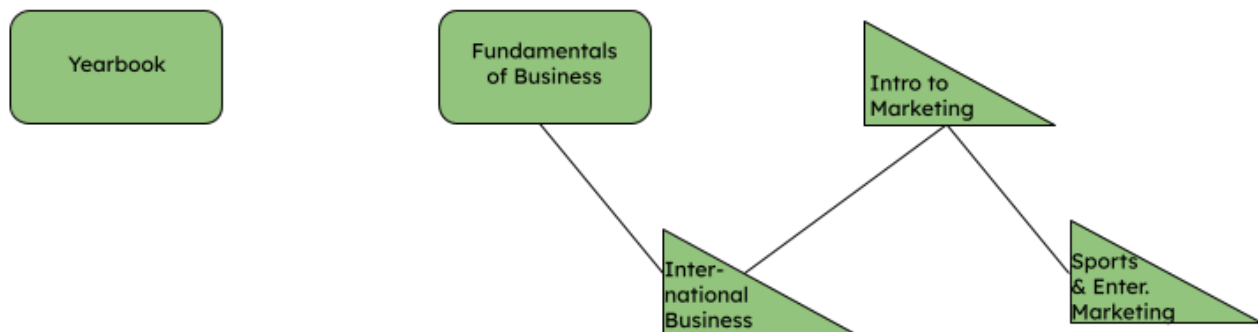 Yearbook
Fundamentals
of Business
Intro to
Marketing
Inter-
national
Business
Sports
& Enter.
Marketing